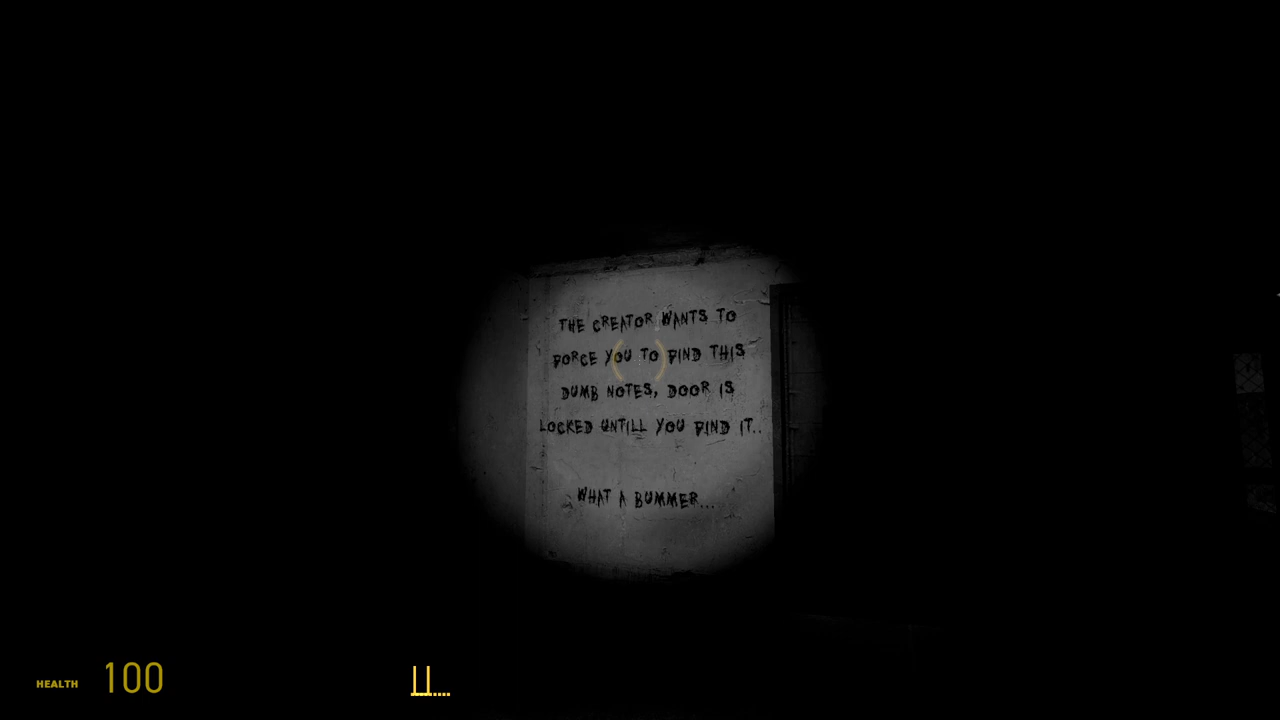 THE CREATOR WANTS TO
FORCE YOU TO FIND THIS
DUMB NOTES, DOOR IS
LOCKED UNTILL YOU FIND IT..
WHAT A BUMMER...
HEALTH 100